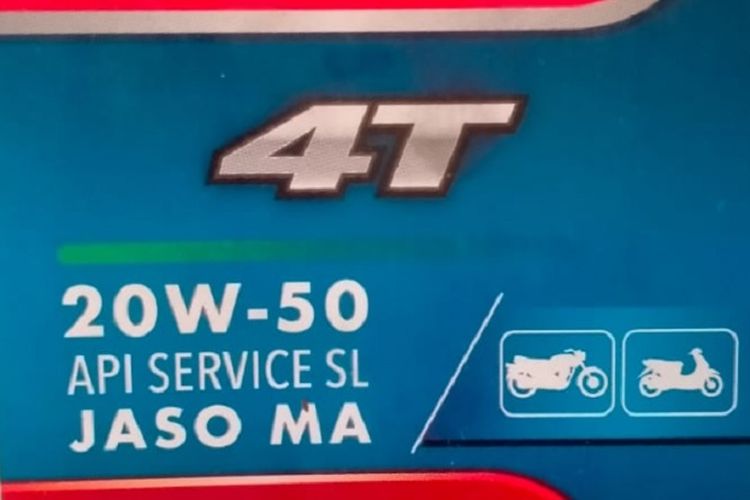 4T
20W-50
API SERVICE SL
JASO MA